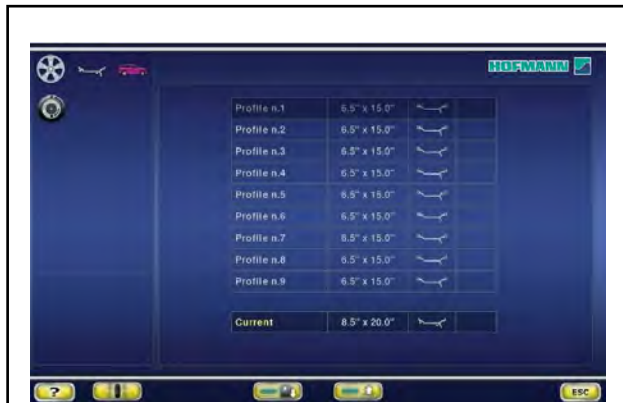 HOFMANN
Profile n.1 6.5" x 15.0"
Profile n.2 6.5" x 15.0"
Profile n.3 6.5" x 15.0"
Profile n.4 6.5" x 15.0"
Profile n.5 6.5" x 15.0"
Profile n.6 6.5" x 15.0"
Profile n.7 6.5" x 15.0"
Profile n.8 6.5" x 15.0"
Profile n.9 6.5" x 15.0"
Current 8.5" x 20.0"
? ESC